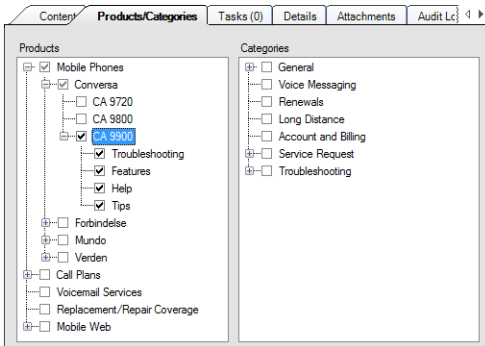 Content Products/Categories Tasks (0) Details Attachments Audit Lc
Products
Mobile Phones
Conversa
CA 9720
CA 9800
CA 9900
Troubleshooting
Features
Help
Tips
Forbindelse
Mundo
Verden
Call Plans
Voicemail Services
Replacement/Repair Coverage
Mobile Web
Categories
General
Voice Messaging
Renewals
Long Distance
Account and Billing
Service Request
Troubleshooting